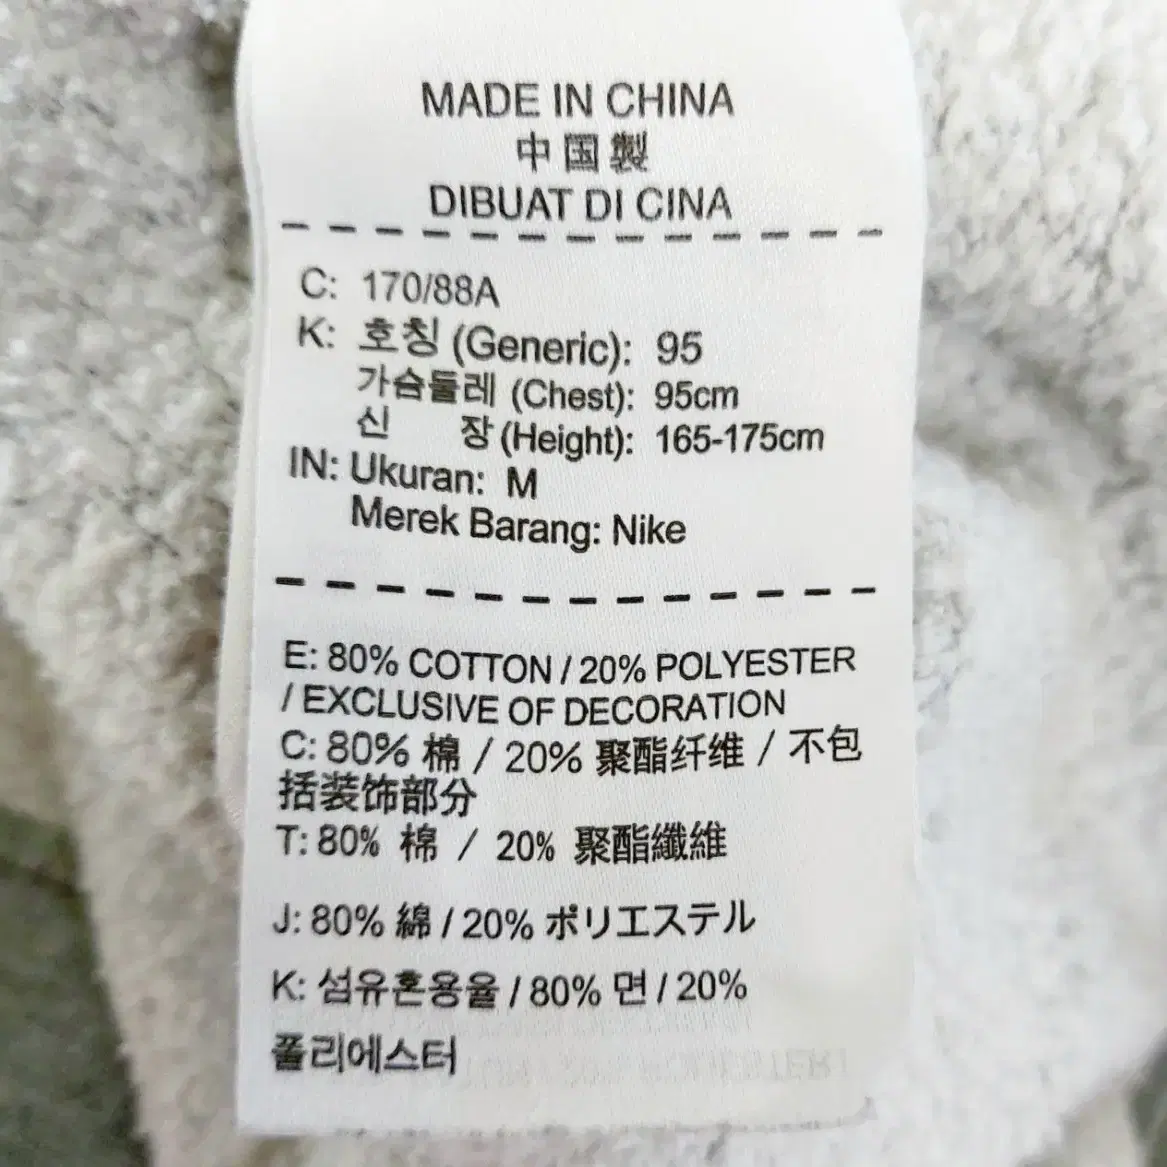 MADE IN CHINA
中国製
DIBUAT DI CINA
C: 170/88A
K: 호칭 (Generic): 95
가슴둘레 (Chest): 95cm
신 장 (Height): 165-175cm
IN: Ukuran: M
Merek Barang: Nike
E: 80% COTTON / 20% POLYESTER
/ EXCLUSIVE OF DECORATION
C: 80% 棉 / 20% 聚酯纤维 / 不包
括装饰部分
T: 80% 棉 / 20% 聚酯纖維
J: 80% 綿 / 20% ポリエステル
K: 섬유혼용율 / 80% 면 / 20%
폴리에스터